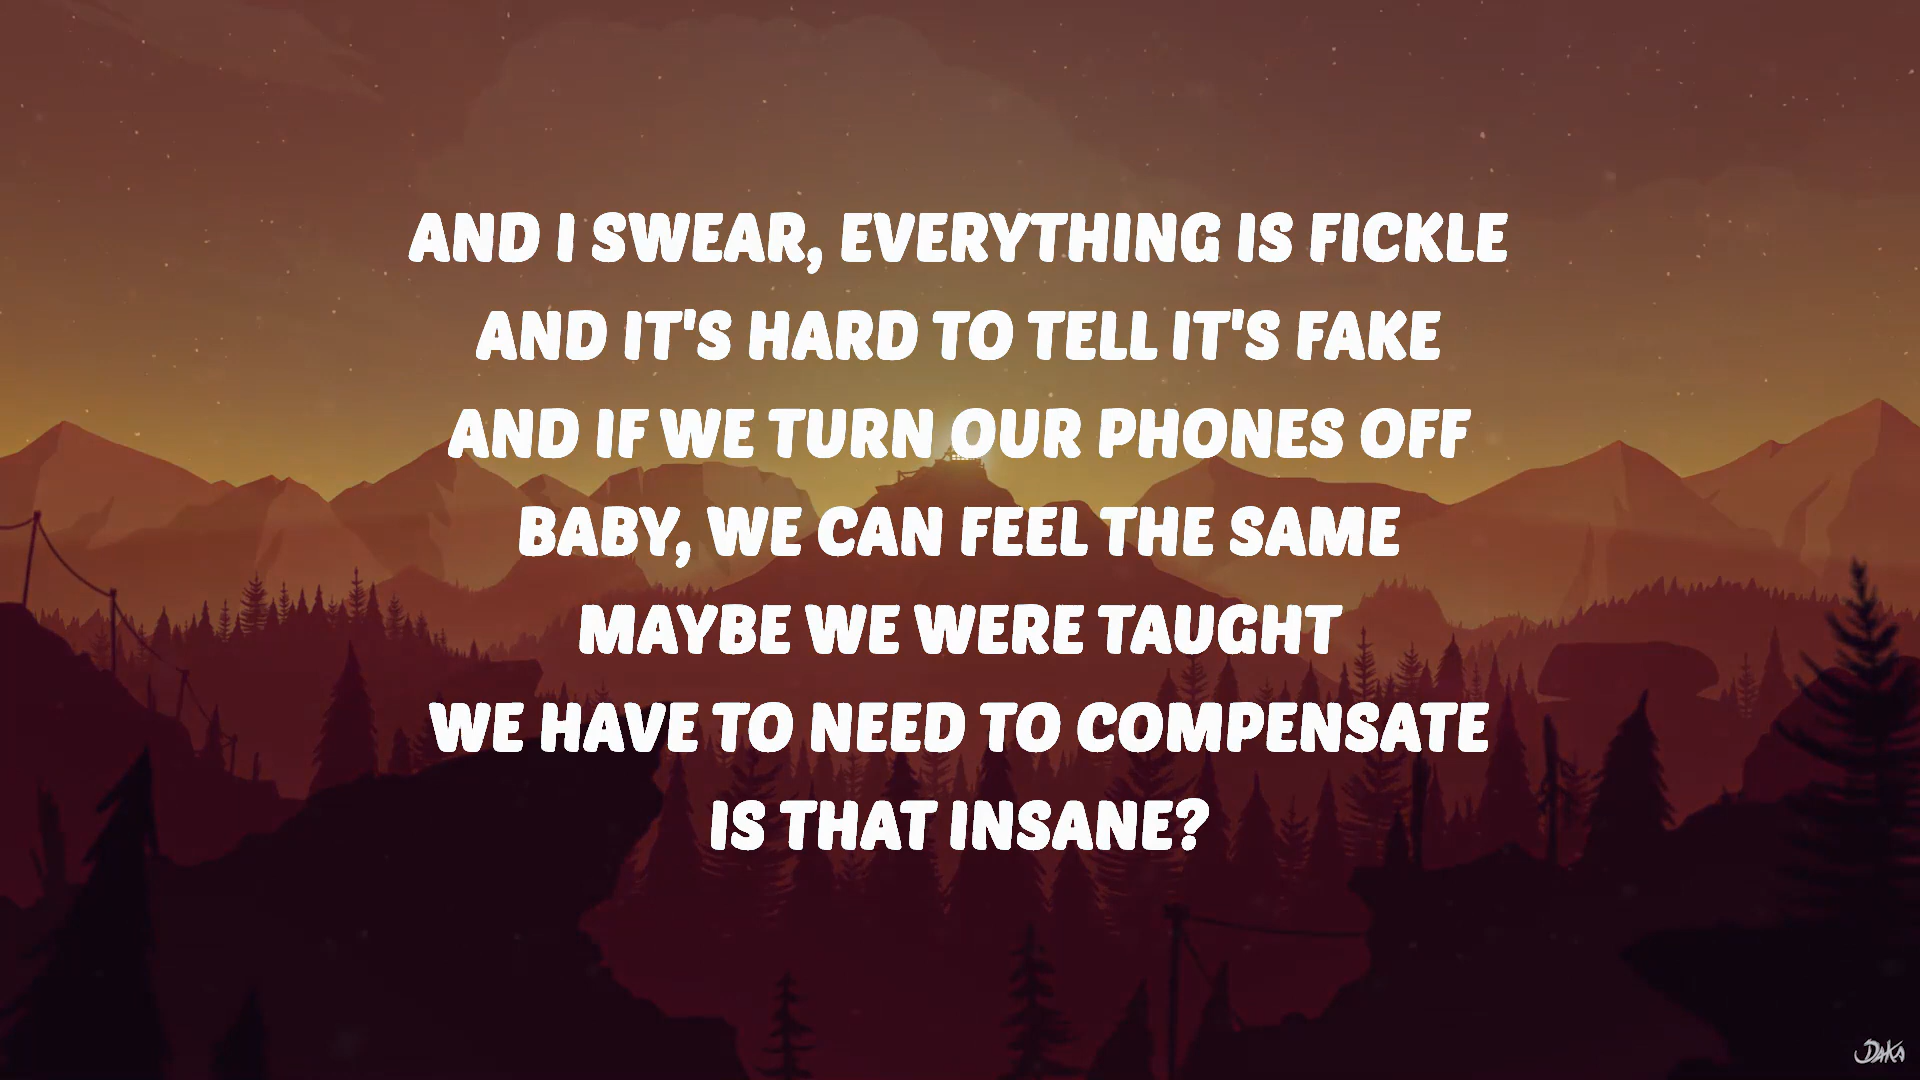 AND I SWEAR, EVERYTHING IS FICKLE
AND IT'S HARD TO TELL IT'S FAKE
AND IF WE TURN OUR PHONES OFF
BABY, WE CAN FEEL THE SAME
MAYBE WE WERE TAUGHT
WE HAVE TO NEED TO COMPENSATE
IS THAT INSANE?
DAKA